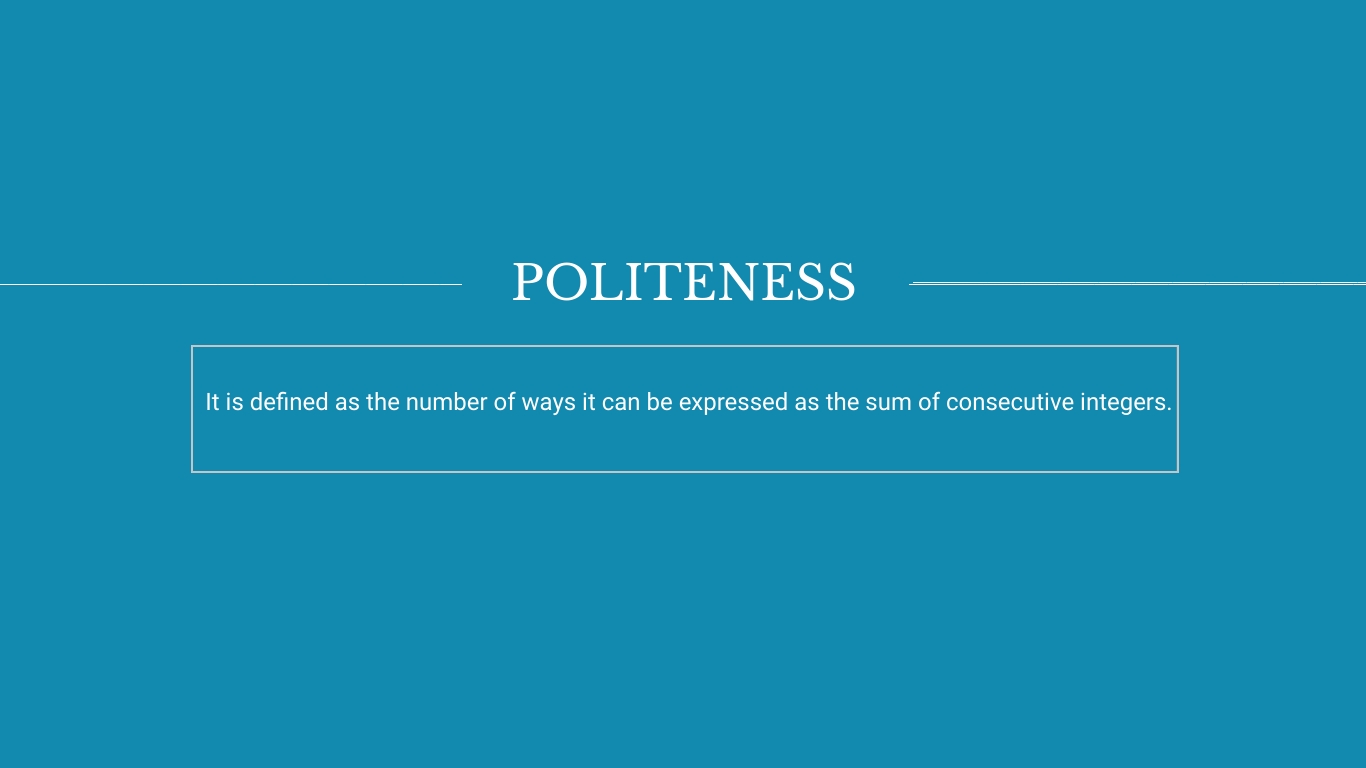 POLITENESS
It is defined as the number of ways it can be expressed as the sum of consecutive integers.